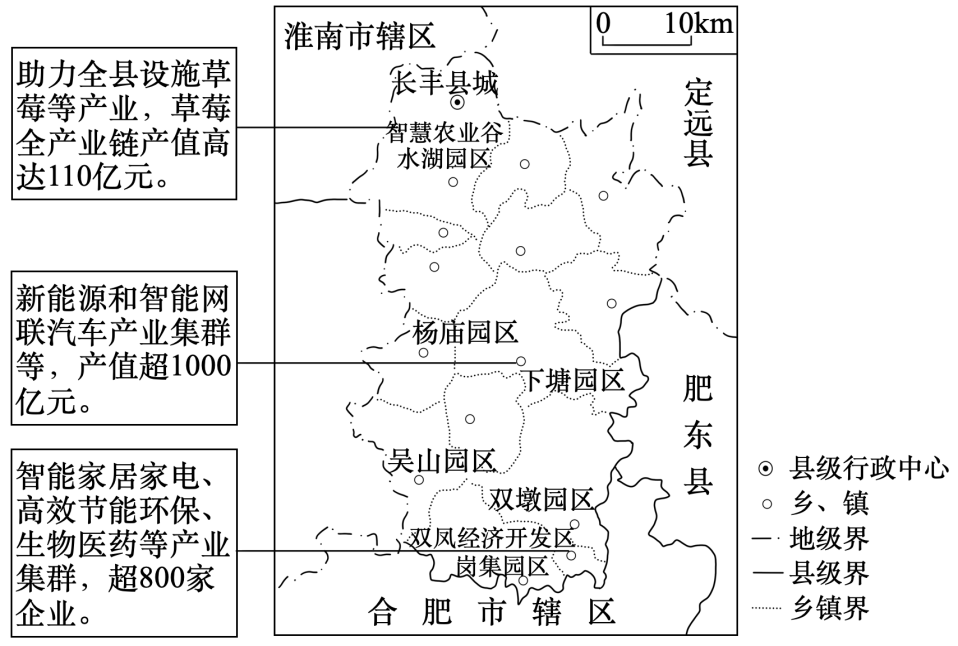 助力全县设施草
莓等产业，草莓
全产业链产值高
达110亿元。
新能源和智能网
联汽车产业集群
等，产值超1000
亿元。
智能家居家电、
高效节能环保、
生物医药等产业
集群，超800家
企业。
淮南市辖区
0 10km
长丰县城
定远县
智慧农业谷
水湖园区
杨庙园区
下塘园区
肥东县
吴山园区
双墩园区
双凤经济开发区
岗集园区
合肥市辖区
县级行政中心
乡、镇
地级界
县级界
乡镇界